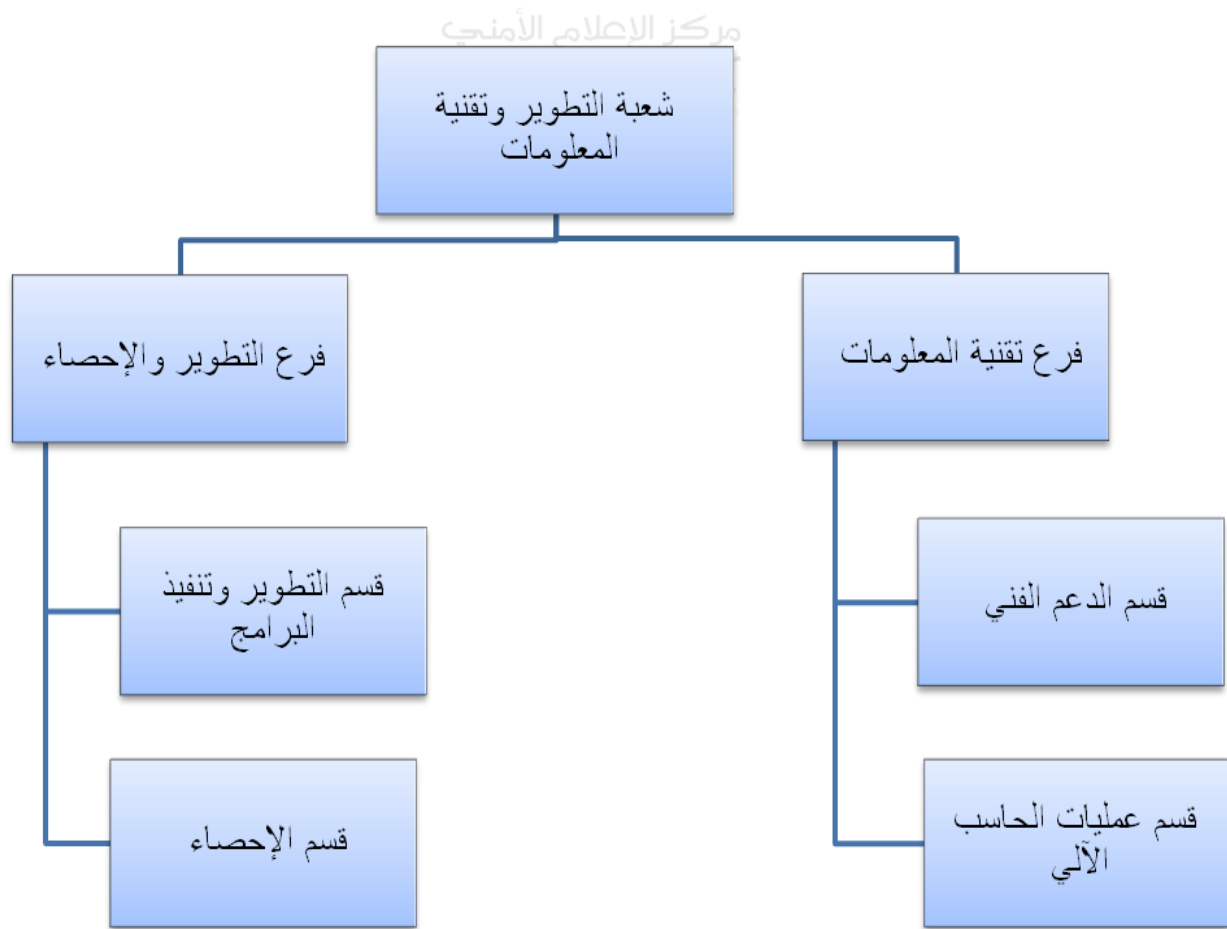 مركز الإعلام الأمني
شعبة التطوير وتقنية
المعلومات
فرع تقنية المعلومات
فرع التطوير والإحصاء
قسم الدعم الفني
قسم التطوير وتنفيذ
البرامج
قسم عمليات الحاسب
الآلي
قسم الإحصاء